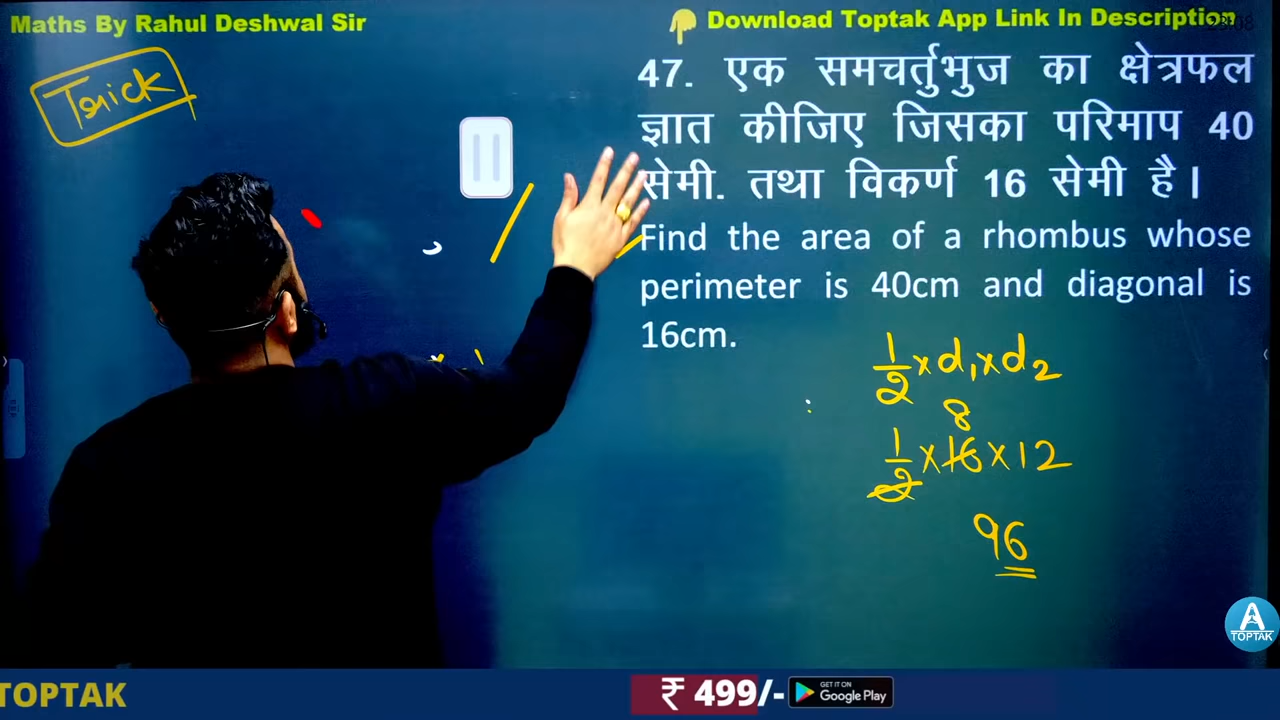 Maths By Rahul Deshwal Sir
Download Toptak App Link In Description
Trick
47. एक समचर्तुभुज का क्षेत्रफल
ज्ञात कीजिए जिसका परिमाप 40
सेमी. तथा विकर्ण 16 सेमी है।
Find the area of a rhombus whose
perimeter is 40cm and diagonal is
16cm.
1/2 × d1 × d2
8
1/2 × 16 × 12
96
A
TOPTAK
TOPTAK
₹ 499/-
GET IT ON
Google Play